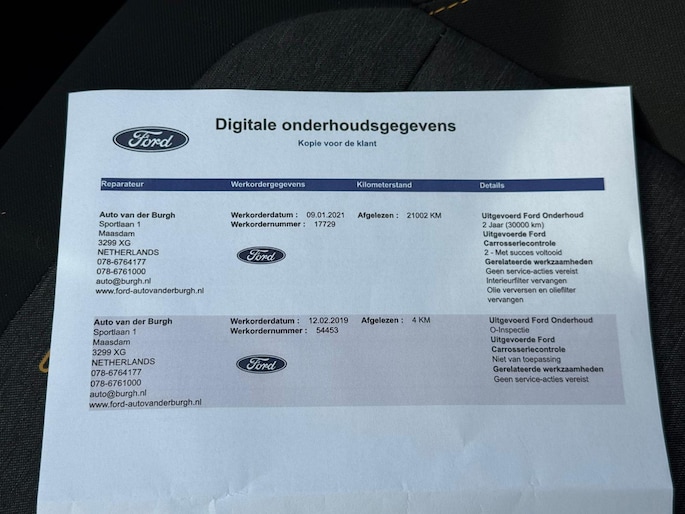 Ford
Digitale onderhoudsgegevens
Kopie voor de klant
Reparateur Werkordergegevens Kilometerstand Details
Auto van der Burgh
Sportlaan 1
Maasdam
3299 XG
NETHERLANDS
078-6764177
078-6761000
auto@burgh.nl
www.ford-autovanderburgh.nl
Werkorderdatum : 09.01.2021
Werkordernummer : 17729
Ford
Afgelezen : 21002 KM
Uitgevoerd Ford Onderhoud
2 Jaar (30000 km)
Uitgevoerde Ford
Carrosseriecontrole
2 - Met succes voltooid
Gerelateerde werkzaamheden
Geen service-acties vereist
Interieurfilter vervangen
Olie verversen en oliefilter
vervangen
Auto van der Burgh
Sportlaan 1
Maasdam
3299 XG
NETHERLANDS
078-6764177
078-6761000
auto@burgh.nl
www.ford-autovanderburgh.nl
Werkorderdatum : 12.02.2019
Werkordernummer : 54453
Ford
Afgelezen : 4 KM
Uitgevoerd Ford Onderhoud
O-Inspectie
Uitgevoerde Ford
Carrosseriecontrole
Niet van toepassing
Gerelateerde werkzaamheden
Geen service-acties vereist